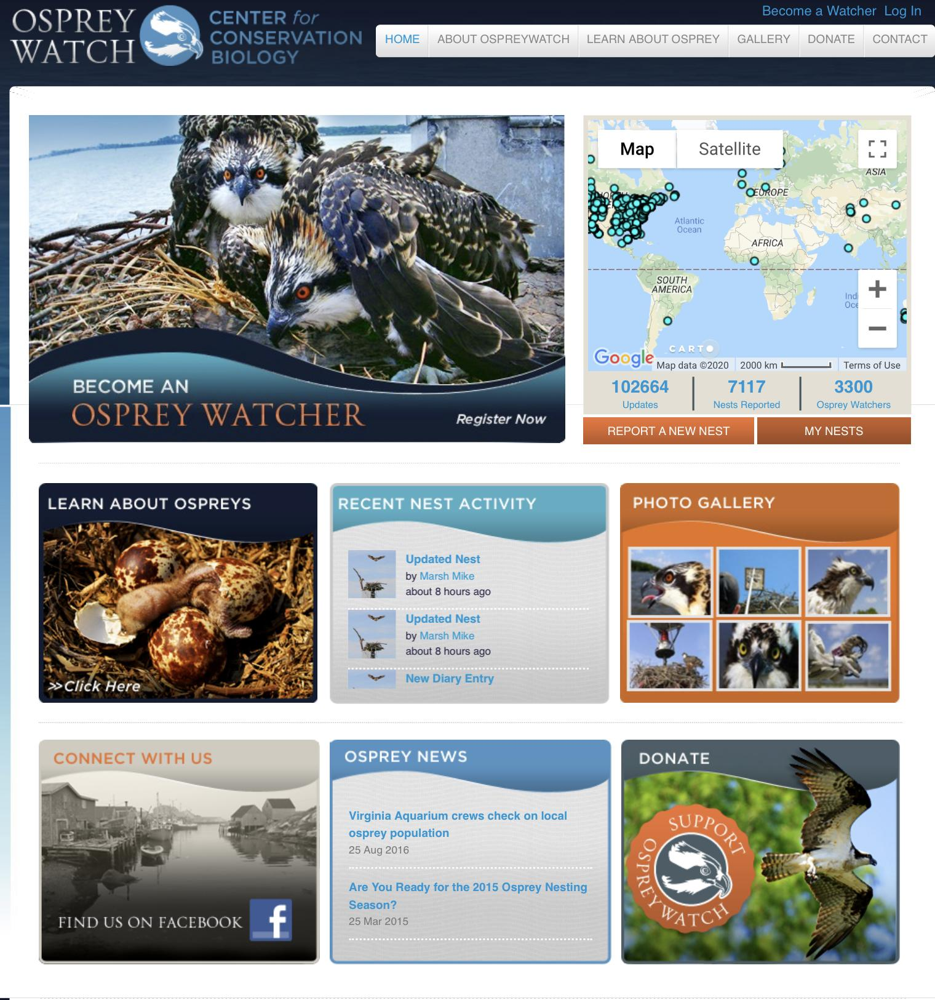 OSPREY
WATCH
CENTER for
CONSERVATION
BIOLOGY
Become a Watcher Log In
HOME ABOUT OSPREYWATCH LEARN ABOUT OSPREY GALLERY DONATE CONTACT
BECOME AN
OSPREY WATCHER
Register Now
Map Satellite
ASIA
EUROPE
Atlantic
Ocean
AFRICA
SOUTH
AMERICA
CARTO
Google
Map data ©2020 2000 km Terms of Use
102664 7117 3300
Updates Nests Reported Osprey Watchers
REPORT A NEW NEST MY NESTS
LEARN ABOUT OSPREYS
>>Click Here
RECENT NEST ACTIVITY
Updated Nest
by Marsh Mike
about 8 hours ago
Updated Nest
by Marsh Mike
about 8 hours ago
New Diary Entry
PHOTO GALLERY
CONNECT WITH US
FIND US ON FACEBOOK f
OSPREY NEWS
Virginia Aquarium crews check on local
osprey population
25 Aug 2016
Are You Ready for the 2015 Osprey Nesting
Season?
25 Mar 2015
DONATE
SUPPORT
OSPREYWATCH